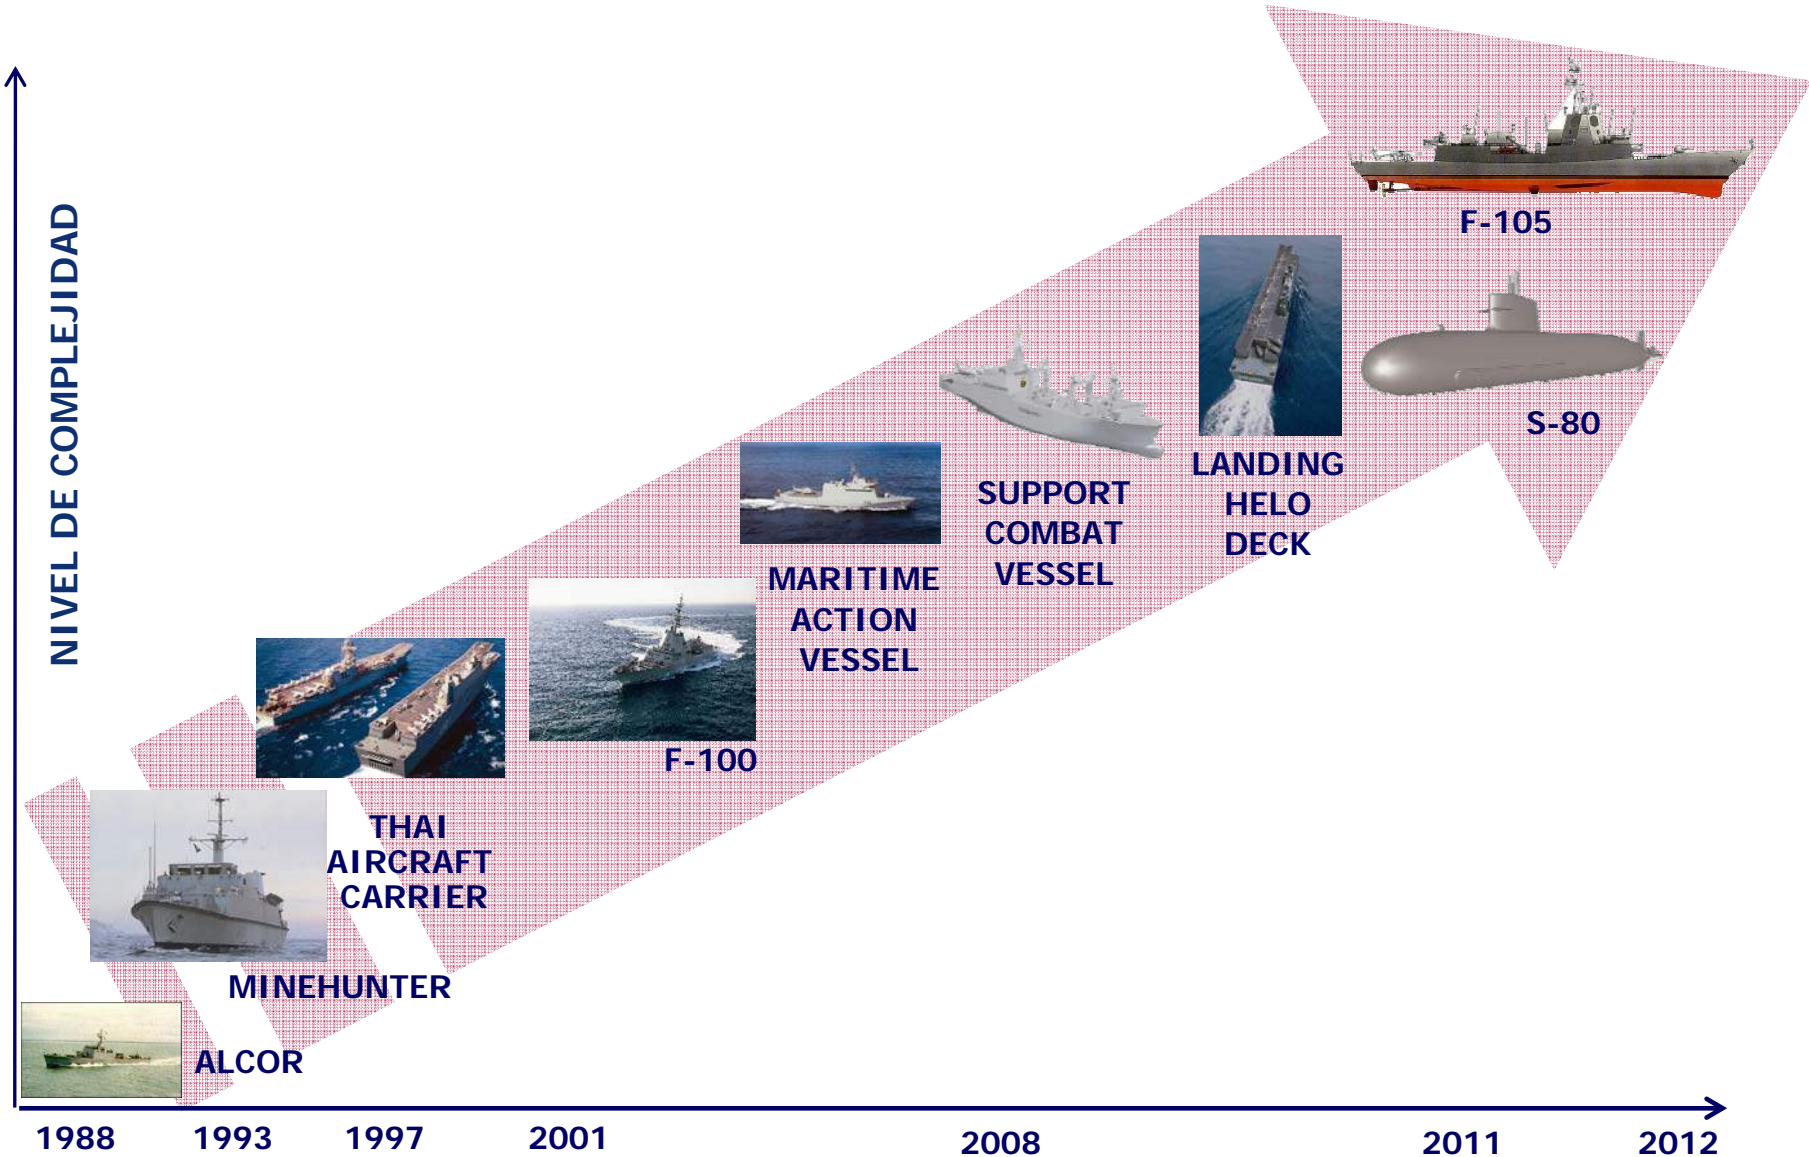 NIVEL DE COMPLEJIDAD
F-105
S-80
LANDING
HELO
DECK
SUPPORT
COMBAT
VESSEL
MARITIME
ACTION
VESSEL
F-100
THAI
AIRCRAFT
CARRIER
MINEHUNTER
ALCOR
1988
1993
1997
2001
2008
2011
2012